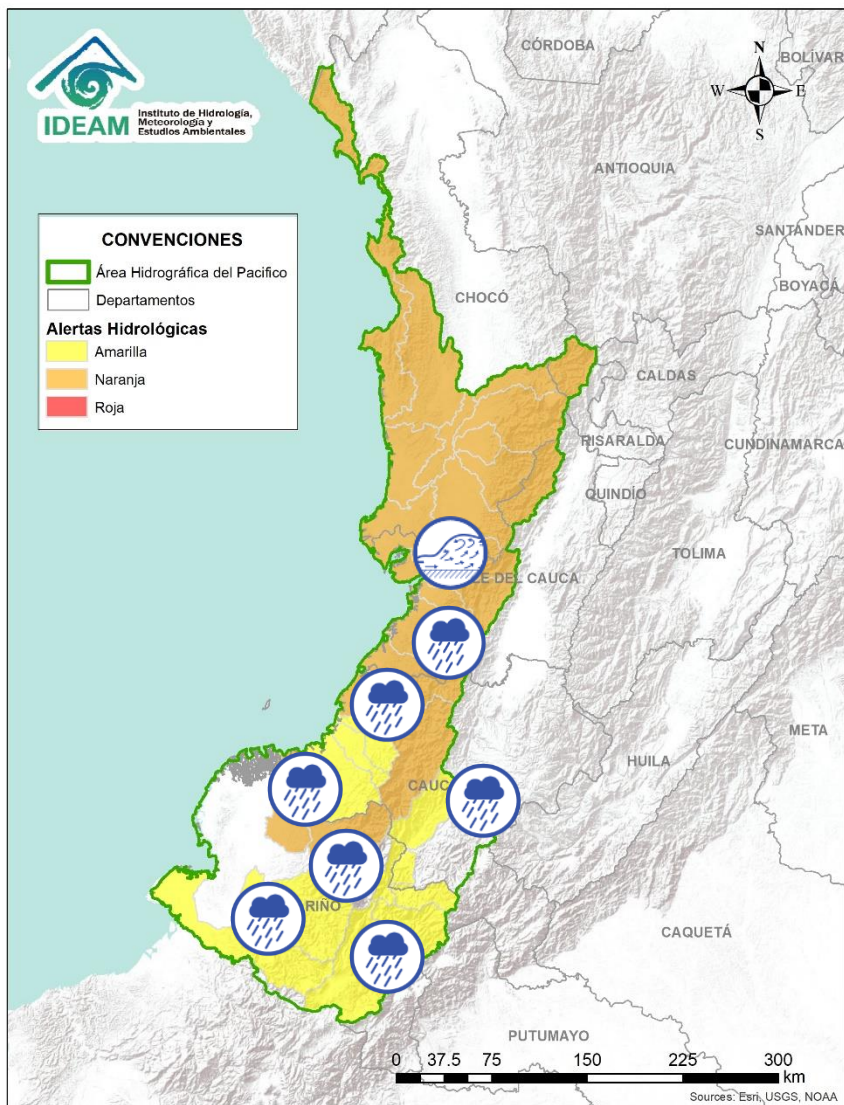 IDEAM
Instituto de Hidrología,
Meteorología y
Estudios Ambientales
CÓRDOBA
BOLÍVAR
N
W
E
S
ANTIOQUIA
SANTANDER
BOYACÁ
CONVENCIONES
Área Hidrográfica del Pacifico
Departamentos
Alertas Hidrológicas
Amarilla
Naranja
Roja
CHOCÓ
CALDAS
RISARALDA
CUNDINAMARCA
QUINDÍO
TOLIMA
LE DEL CAUCA
META
HUILA
CAUC
RIÑO
CAQUETÁ
PUTUMAYO
0 37.5 75 150 225 300
km
Sources: Esri, USGS, NOAA